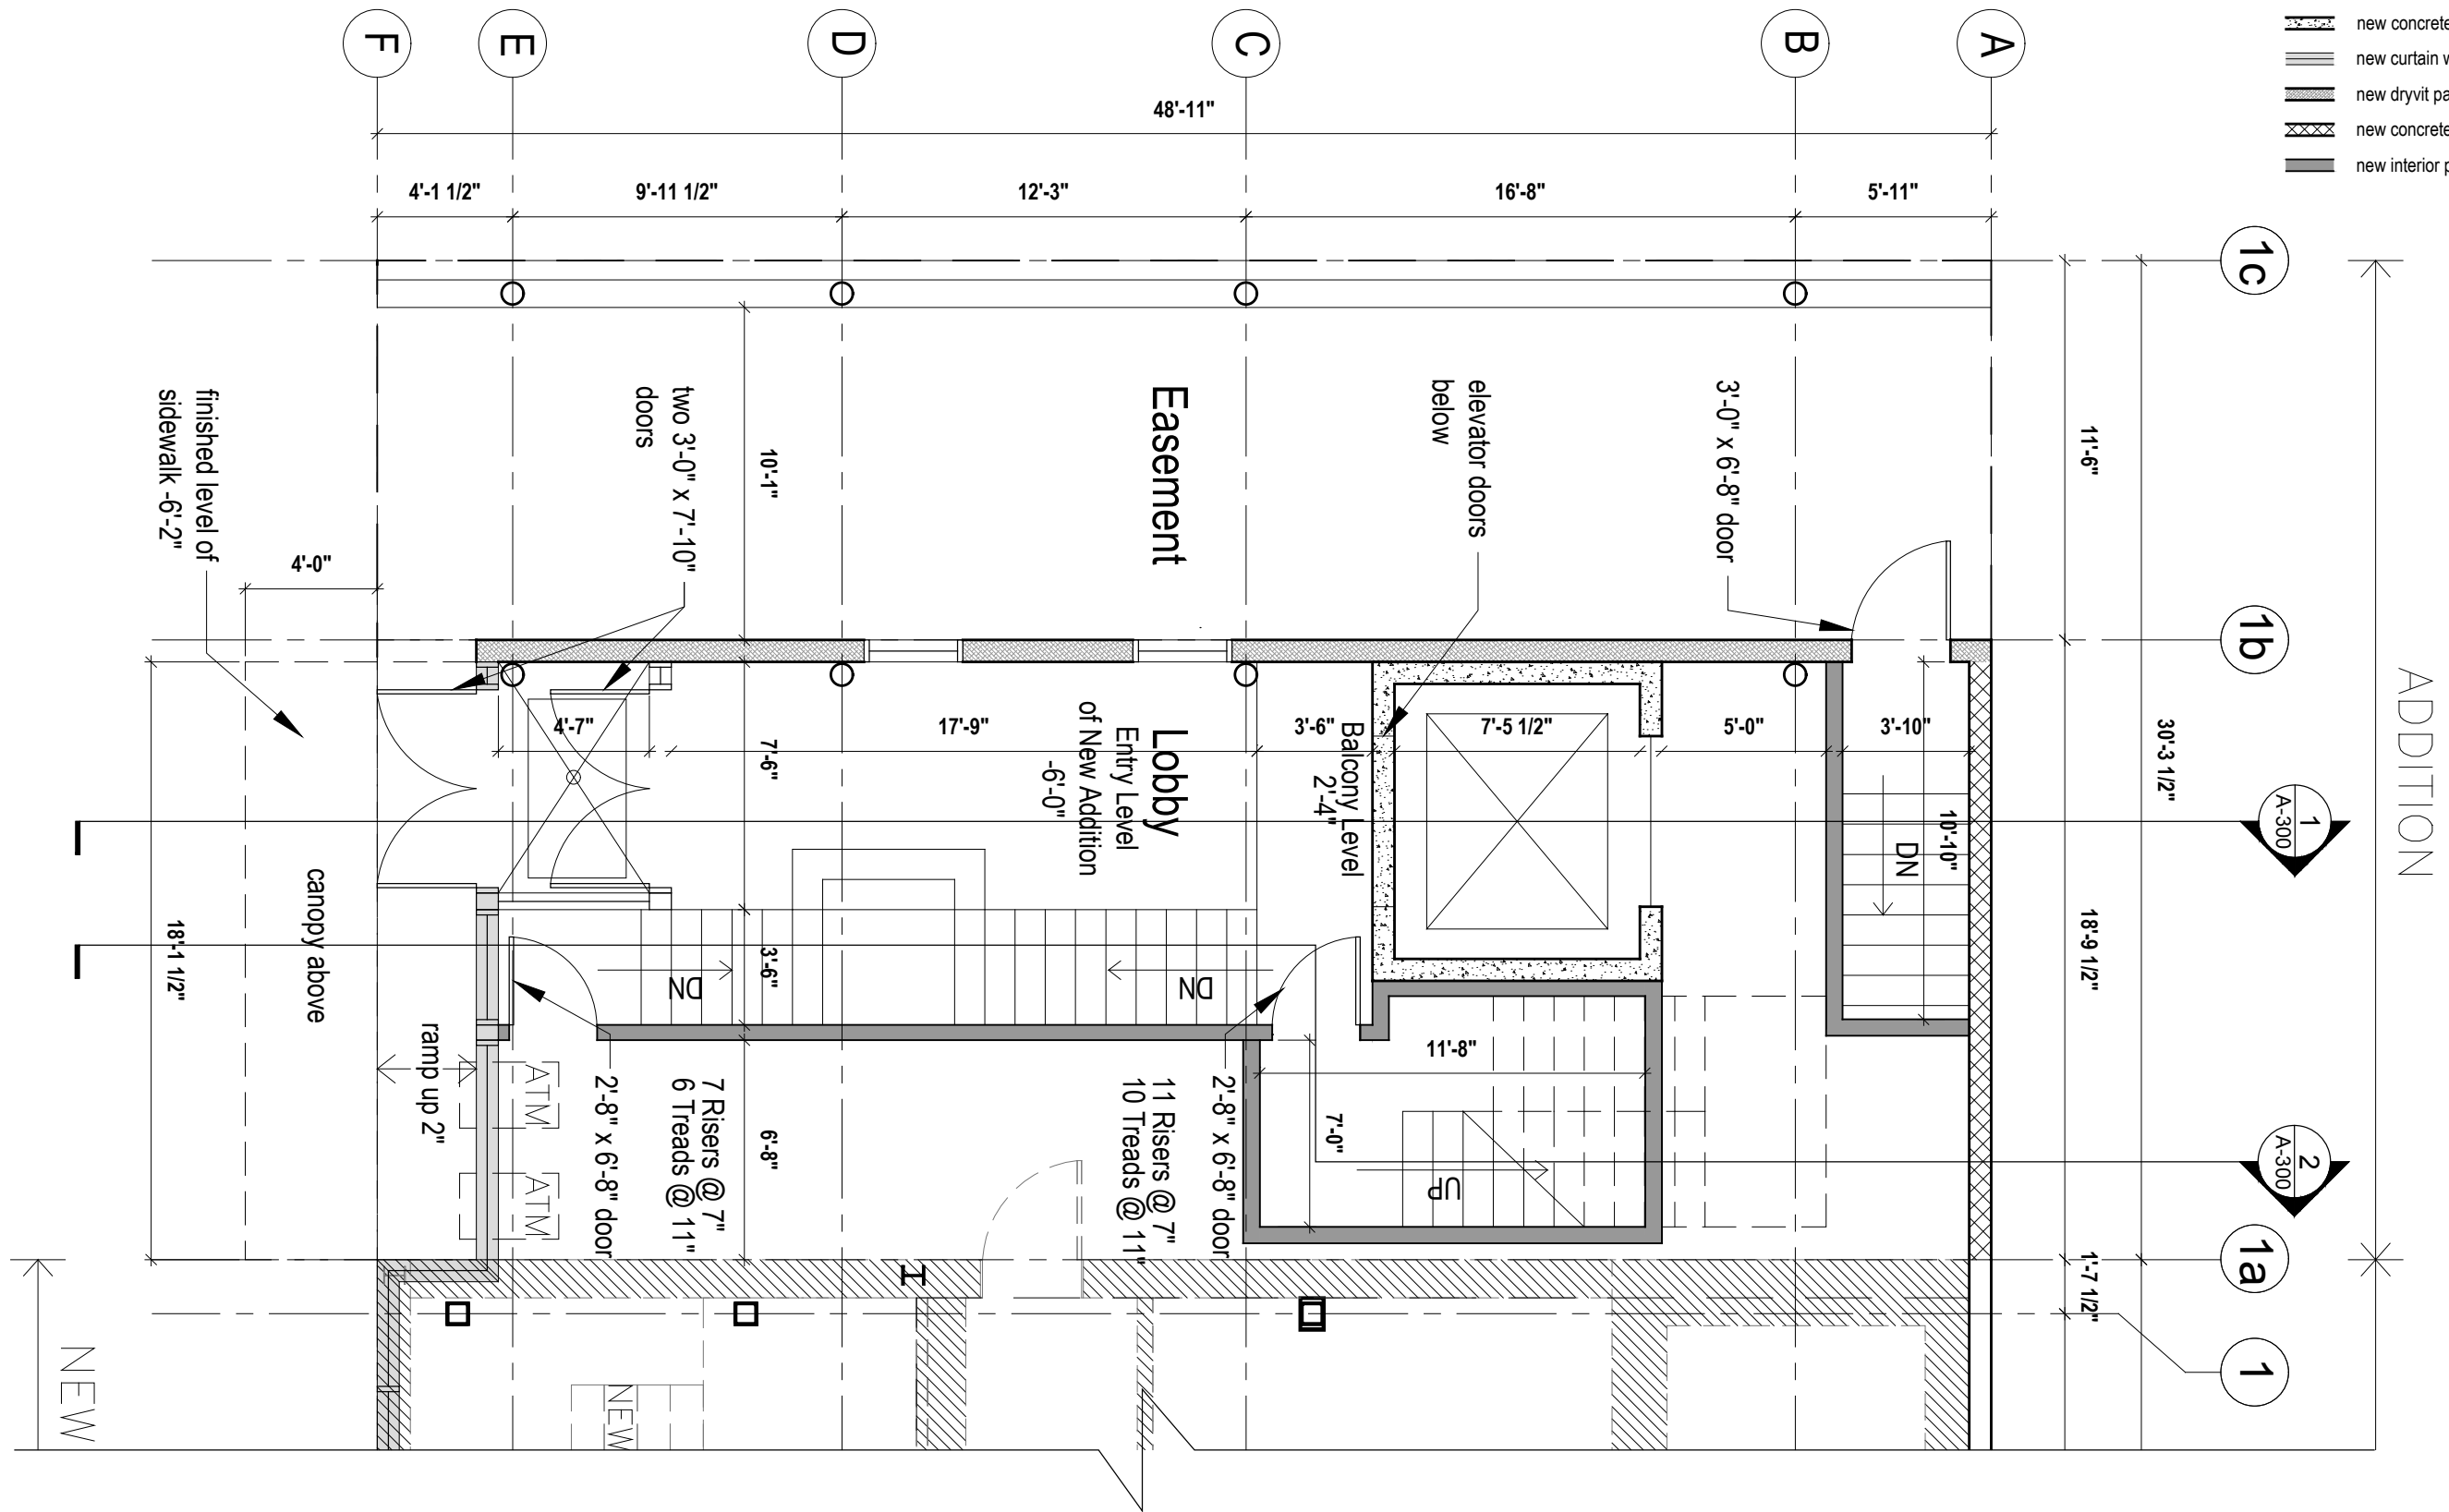 F
E
D
C
B
A
new concrete
new curtain w
new dryvit pa
new concrete
new interior p
48'-11"
4'-1 1/2"
9'-11 1/2"
12'-3"
16'-8"
5'-11"
1c
11'-6"
finished level of
sidewalk -6'-2"
two 3'-0" x 7'-10"
doors
10'-1"
Easement
elevator doors
below
3'-0" x 6'-8" door
4'-0"
1b
ADDITION
4'-7"
17'-9"
3'-6"
7'-5 1/2"
5'-0"
3'-10"
7'-6"
Lobby
Entry Level
of New Addition
-6'-0"
Balcony Level
2'-4"
30'-3 1/2"
1
A-300
10'-10"
DN
canopy above
18'-1 1/2"
3'-6"
DN
DN
18'-9 1/2"
ramp up 2"
ATM
ATM
2'-8" x 6'-8" door
7 Risers @ 7"
6 Treads @ 11"
6'-8"
11 Risers @ 7"
10 Treads @ 11"
2'-8" x 6'-8" door
11'-8"
7'-0"
UP
2
A-300
1a
1'-7 1/2"
1
NEW
NEW